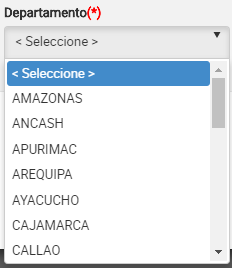 Departamento(*)
< Seleccione >
< Seleccione >
AMAZONAS
ANCASH
APURIMAC
AREQUIPA
AYACUCHO
CAJAMARCA
CALLAO